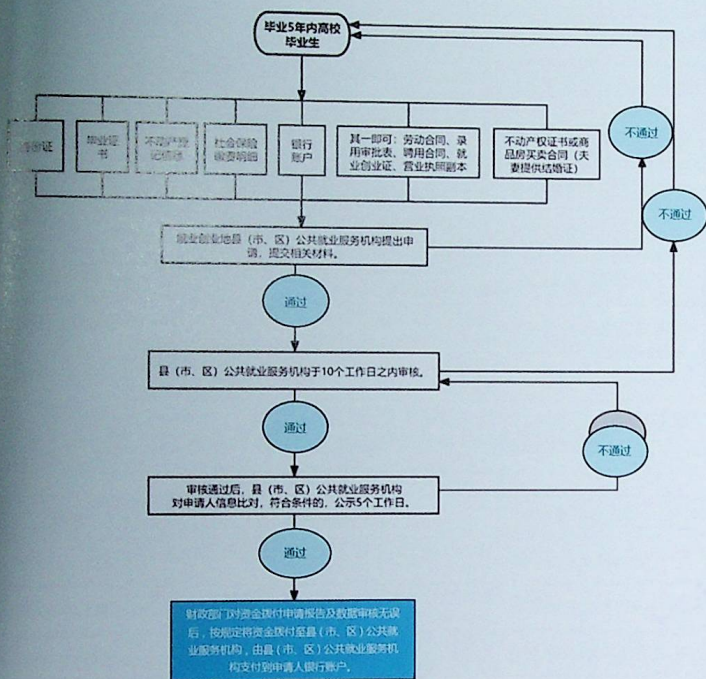 毕业5年内高校
毕业生
不通过
身份证
毕业证
书
不动产登
记信息
社会保险
缴费明细
银行
账户
其一即可:劳动合同、录
用审批表、聘用合同、就
业创业证、营业执照副本
不动产权证书或商
品房买卖合同(夫
妻提供结婚证)
不通过
就业创业地县(市、区)公共就业服务机构提出申
请,提交相关材料。
通过
县(市、区)公共就业服务机构于10个工作日之内审核。
通过
不通过
审核通过后,县(市、区)公共就业服务机构
对申请人信息比对,符合条件的,公示5个工作日。
通过
财政部门对资金拨付申请报告及数据审核无误
后,按规定将资金拨付至县(市、区)公共就
业服务机构,由县(市、区)公共就业服务机
构支付到申请人银行账户。